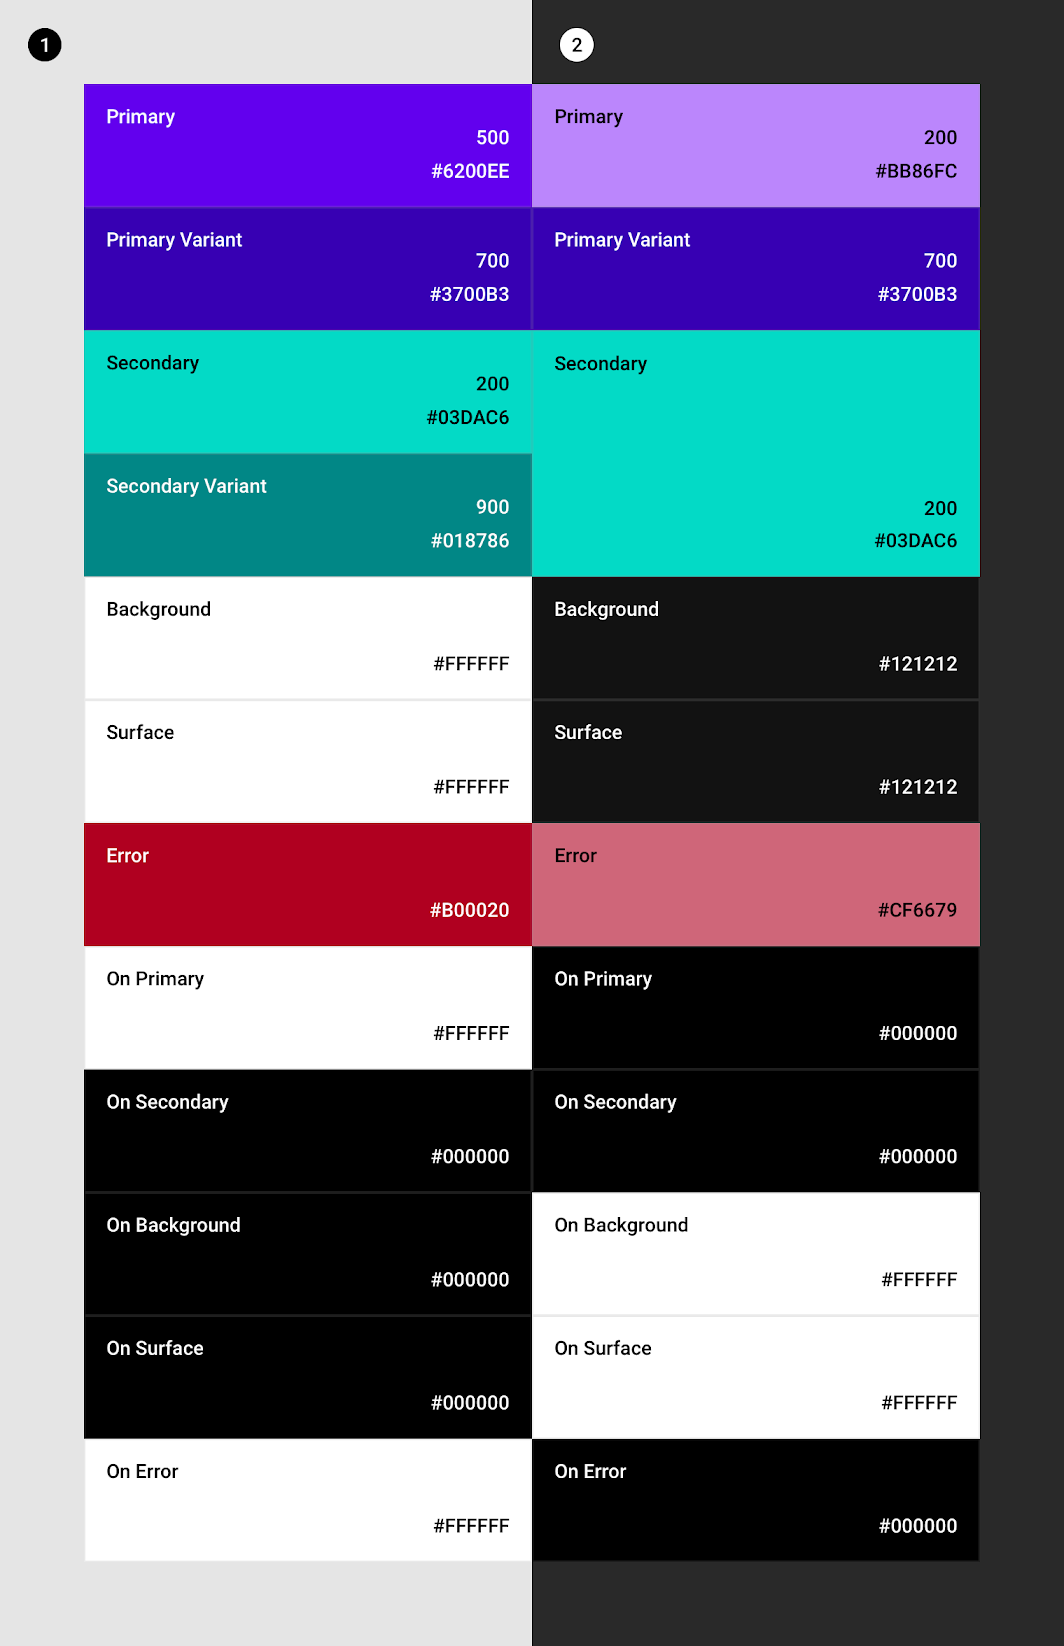 1
Primary
500
#6200EE
Primary Variant
700
#3700B3
Secondary
200
#03DAC6
Secondary Variant
900
#018786
Background
#FFFFFF
Surface
#FFFFFF
Error
#B00020
On Primary
#FFFFFF
On Secondary
#000000
On Background
#000000
On Surface
#000000
On Error
#FFFFFF
2
Primary
200
#BB86FC
Primary Variant
700
#3700B3
Secondary
200
#03DAC6
Background
#121212
Surface
#121212
Error
#CF6679
On Primary
#000000
On Secondary
#000000
On Background
#FFFFFF
On Surface
#FFFFFF
On Error
#000000